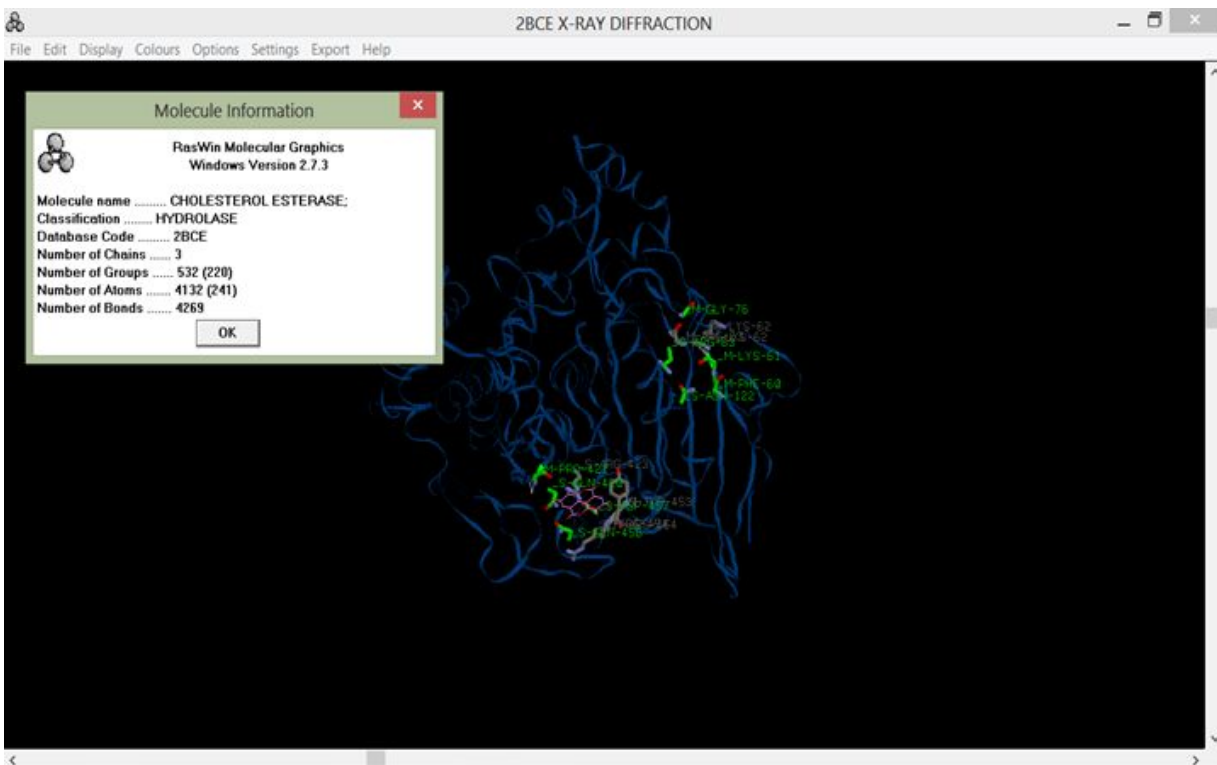 2BCE X-RAY DIFFRACTION
File Edit Display Colours Options Settings Export Help
Molecule Information
RasWin Molecular Graphics
Windows Version 2.7.3
Molecule name ......... CHOLESTEROL ESTERASE;
Classification ......... HYDROLASE
Database Code ......... 2BCE
Number of Chains ...... 3
Number of Groups ...... 532 (220)
Number of Atoms ........ 4132 (241)
Number of Bonds ....... 4269
OK
M-GLY-76
M-LYS-61
M-PHE-60